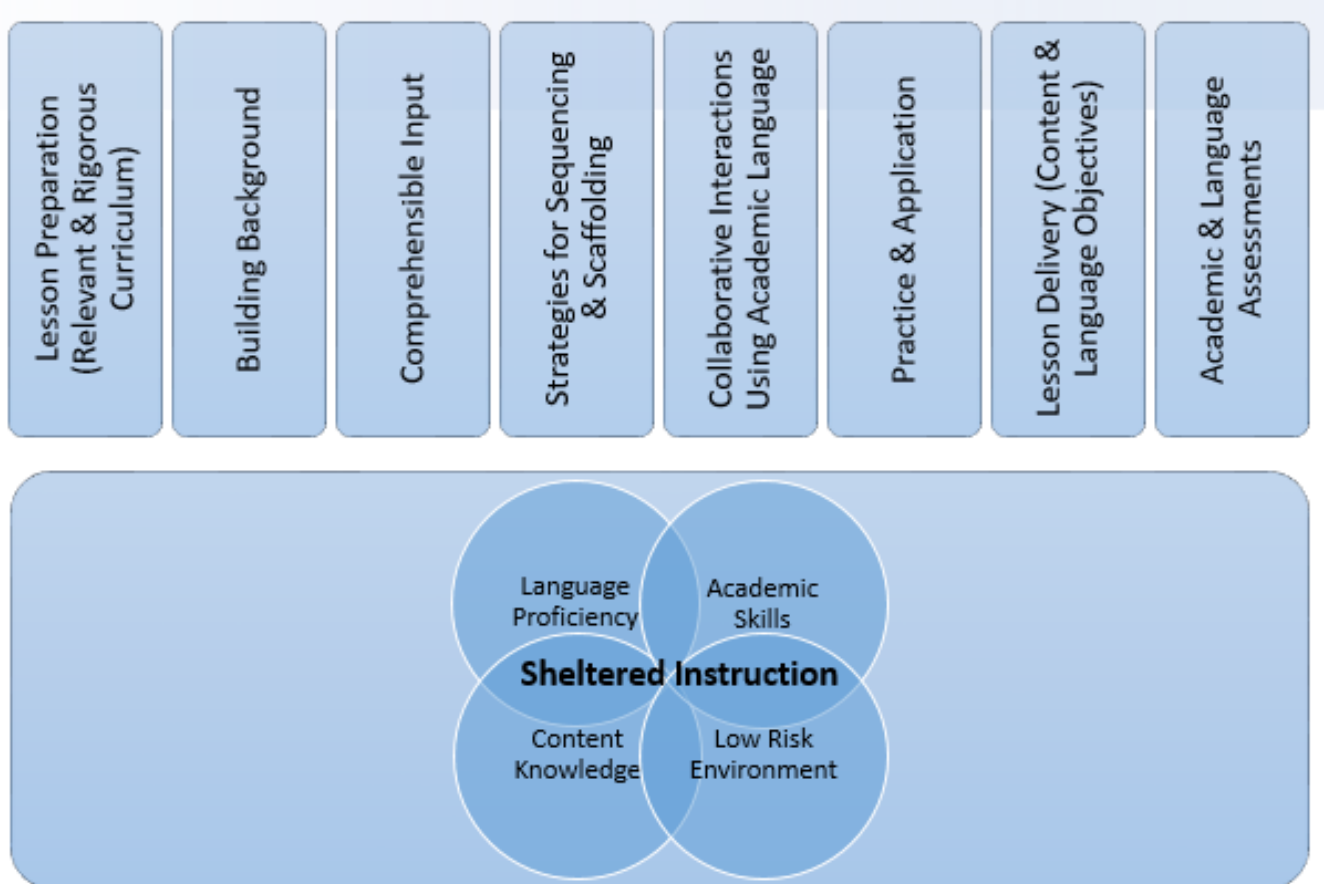 Lesson Preparation
(Relevant & Rigorous
Curriculum)
Building Background
Comprehensible Input
Strategies for Sequencing
& Scaffolding
Collaborative Interactions
Using Academic Language
Practice & Application
Lesson Delivery (Content &
Language Objectives)
Academic & Language
Assessments
Language
Proficiency
Academic
Skills
Sheltered Instruction
Content
Knowledge
Low Risk
Environment